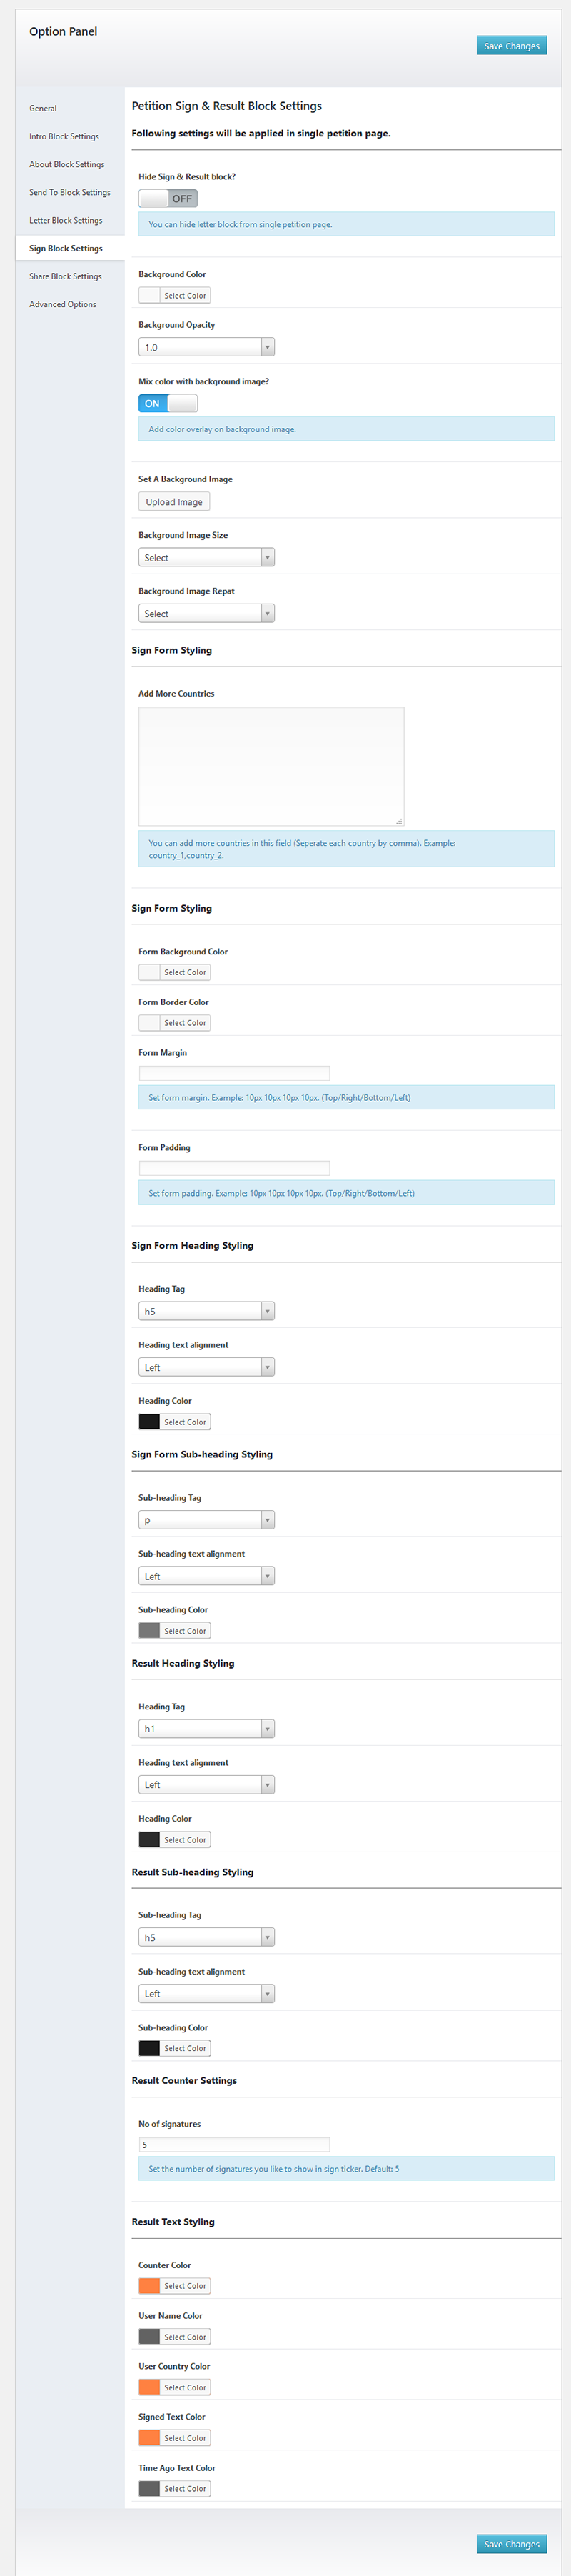 Option Panel
Save Changes
General
Intro Block Settings
About Block Settings
Send To Block Settings
Letter Block Settings
Sign Block Settings
Share Block Settings
Advanced Options
Petition Sign & Result Block Settings
Following settings will be applied in single petition page.
Hide Sign & Result block?
OFF
You can hide letter block from single petition page.
Background Color
Select Color
Background Opacity
1.0
Mix color with background image?
ON
Add color overlay on background image.
Set A Background Image
Upload Image
Background Image Size
Select
Background Image Repat
Select
Sign Form Styling
Add More Countries
You can add more countries in this field (Seperate each country by comma). Example:
country_1,country_2.
Sign Form Styling
Form Background Color
Select Color
Form Border Color
Select Color
Form Margin
Set form margin. Example: 10px 10px 10px 10px. (Top/Right/Bottom/Left)
Form Padding
Set form padding. Example: 10px 10px 10px 10px. (Top/Right/Bottom/Left)
Sign Form Heading Styling
Heading Tag
h5
Heading text alignment
Left
Heading Color
Select Color
Sign Form Sub-heading Styling
Sub-heading Tag
p
Sub-heading text alignment
Left
Sub-heading Color
Select Color
Result Heading Styling
Heading Tag
h1
Heading text alignment
Left
Heading Color
Select Color
Result Sub-heading Styling
Sub-heading Tag
h5
Sub-heading text alignment
Left
Sub-heading Color
Select Color
Result Counter Settings
No of signatures
5
Set the number of signatures you like to show in sign ticker. Default: 5
Result Text Styling
Counter Color
Select Color
User Name Color
Select Color
User Country Color
Select Color
Signed Text Color
Select Color
Time Ago Text Color
Select Color
Save Changes